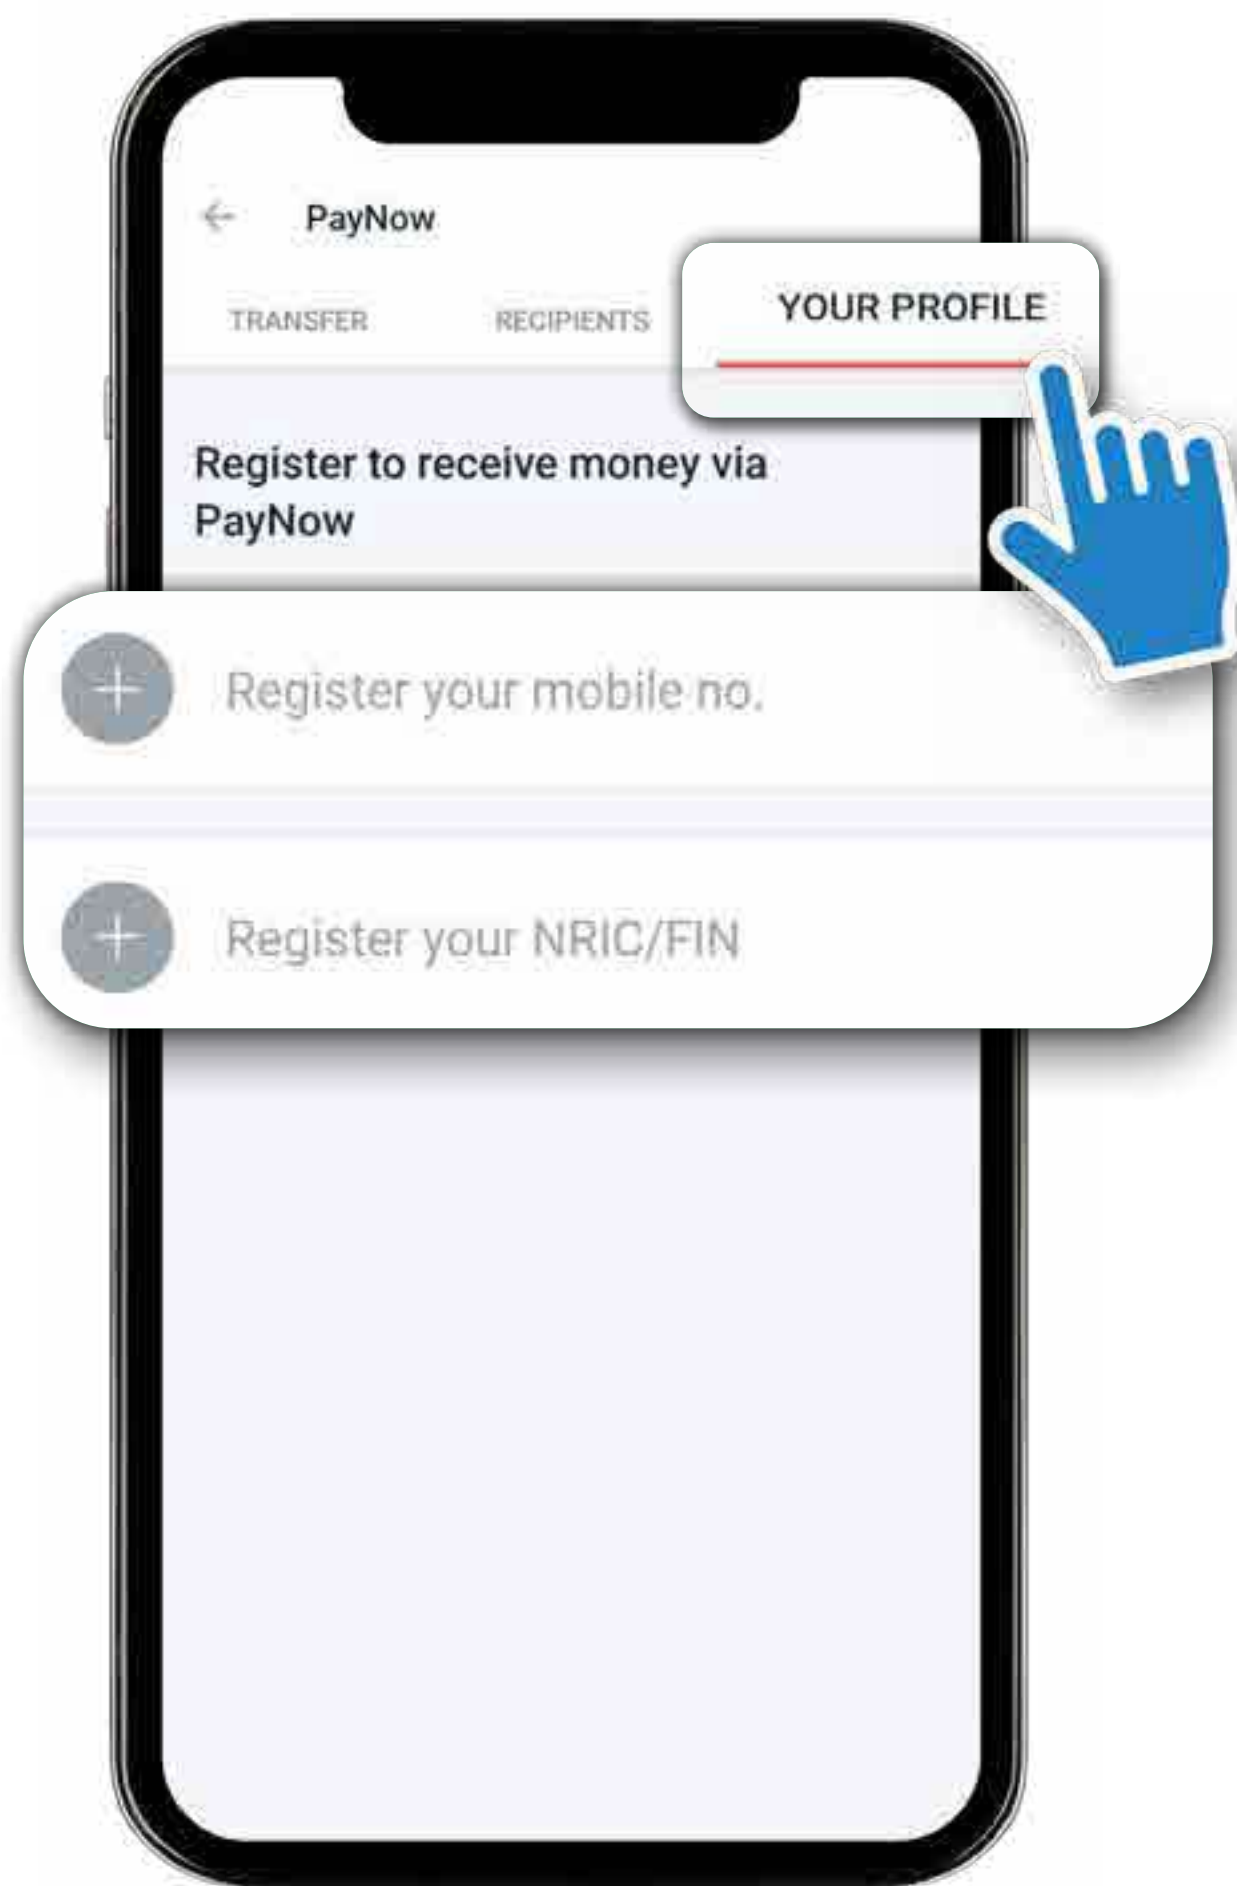 PayNow
TRANSFER RECIPIENTS YOUR PROFILE
Register to receive money via
PayNow
Register your mobile no.
Register your NRIC/FIN